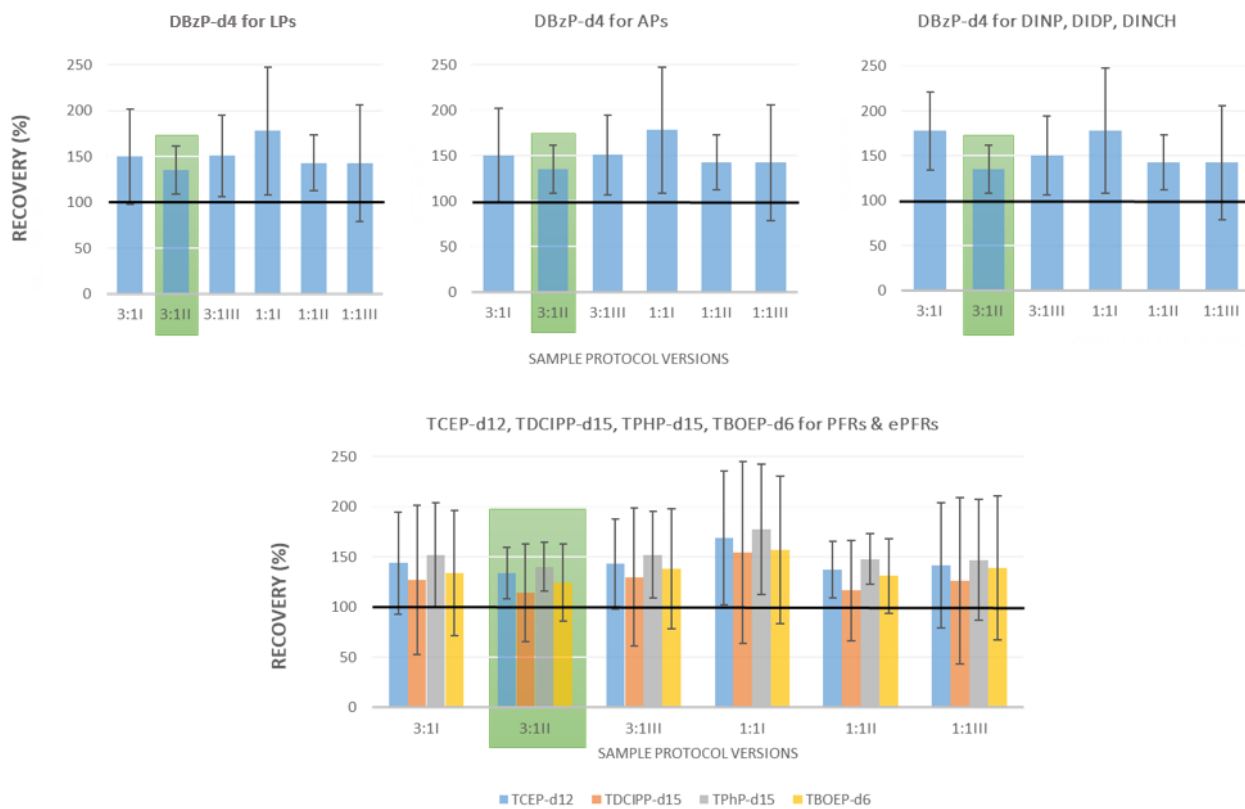 DBzP-d4 for LPs
DBzP-d4 for APs
DBzP-d4 for DINP, DIDP, DINCH
RECOVERY (%)
250
200
150
100
50
0
3:1I 3:1II 3:1III 1:1I 1:1II 1:1III
250
200
150
100
50
0
3:1I 3:1II 3:1III 1:1I 1:1II 1:1III
250
200
150
100
50
0
3:1I 3:1II 3:1III 1:1I 1:1II 1:1III
SAMPLE PROTOCOL VERSIONS
TCEP-d12, TDCIPP-d15, TPHP-d15, TBOEP-d6 for PFRs & ePFRs
RECOVERY (%)
250
200
150
100
50
0
3:1I 3:1II 3:1III 1:1I 1:1II 1:1III
SAMPLE PROTOCOL VERSIONS
TCEP-d12 TDCIPP-d15 TPhP-d15 TBOEP-d6